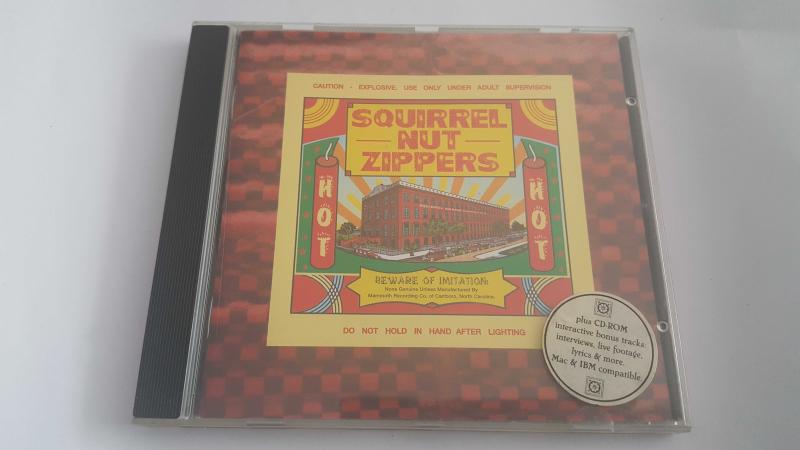 CAUTION - EXPLOSIVE. USE ONLY UNDER ADULT SUPERVISION
SQUIRREL
NUT
ZIPPERS
HOT
HOT
BEWARE OF IMITATION:
None Genuine Unless Manufactured By
Mammoth Recording Co. of Carrboro, North Carolina.
DO NOT HOLD IN HAND AFTER LIGHTING
plus CD-ROM
interactive bonus tracks:
interviews, live footage,
lyrics & more.
Mac & IBM compatible